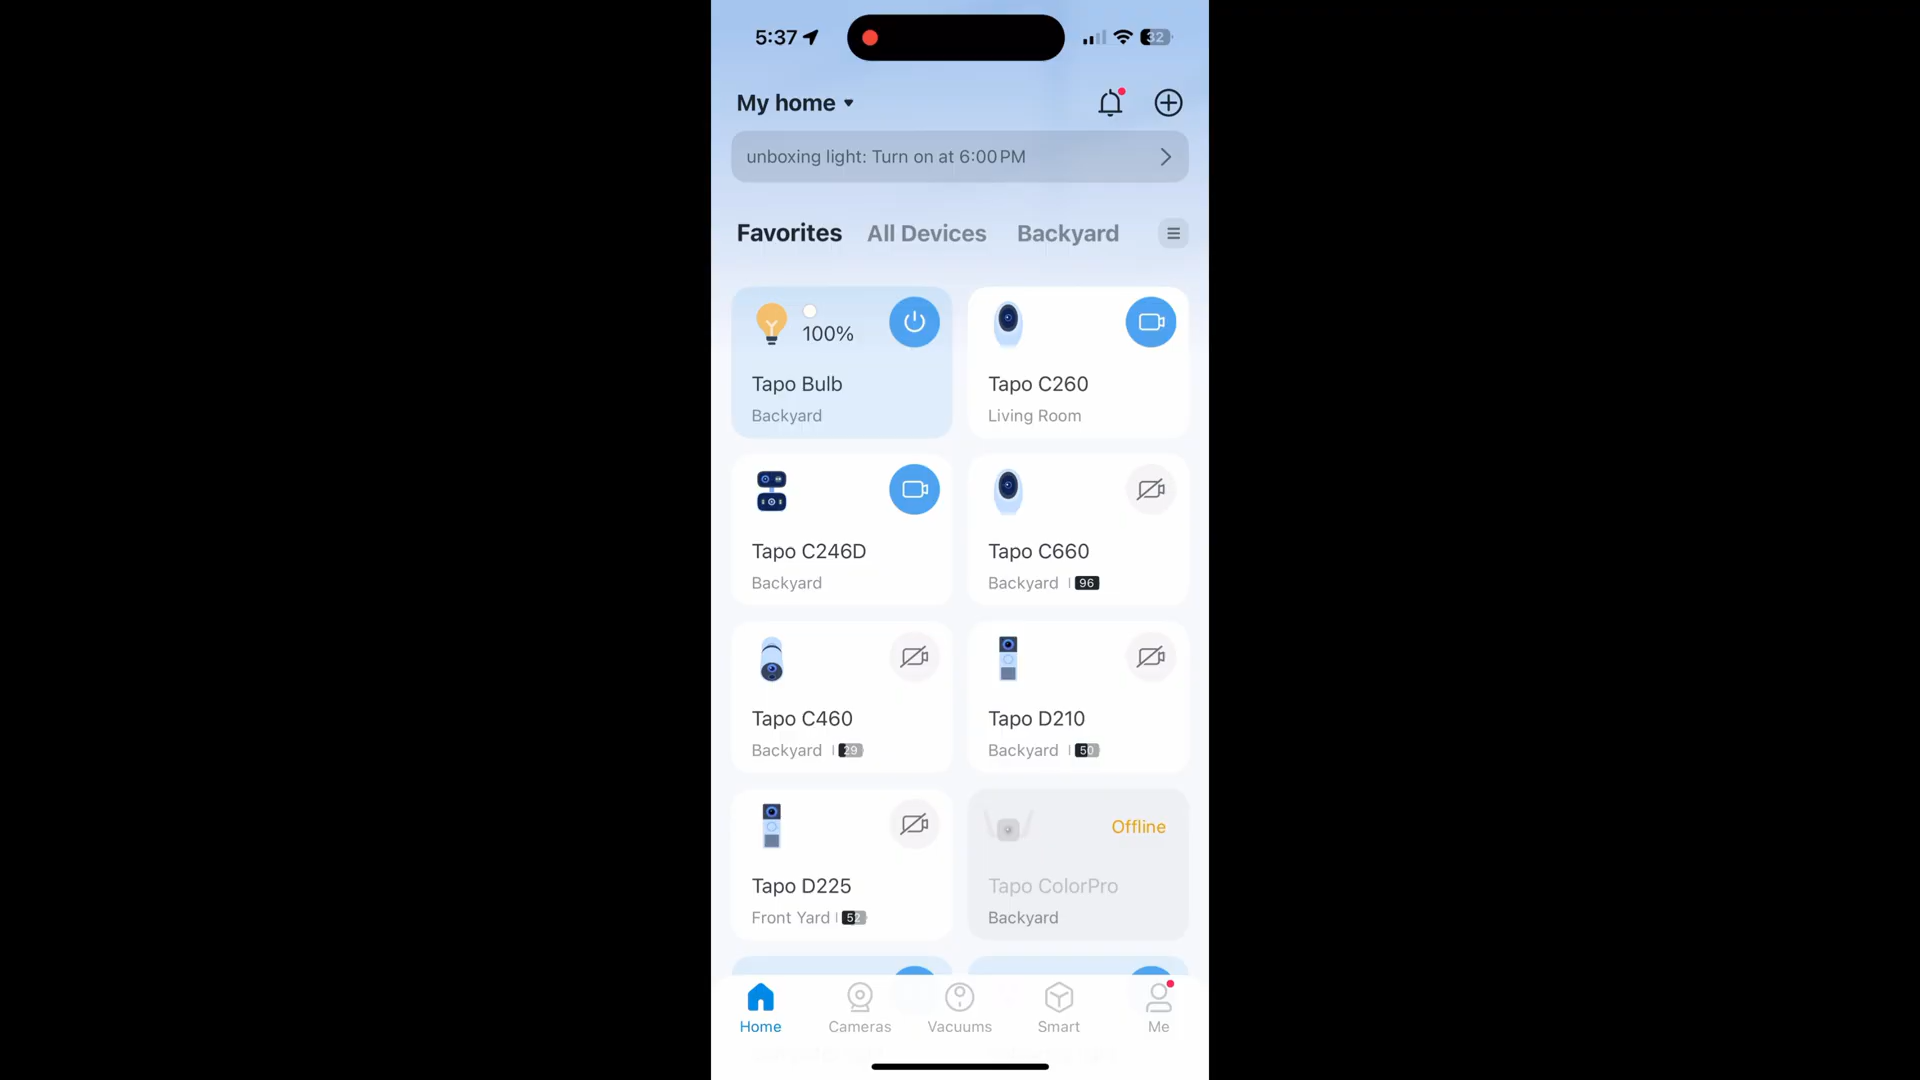 5:37
32
My home
unboxing light: Turn on at 6:00 PM
Favorites All Devices Backyard
100%
Tapo Bulb
Backyard
Tapo C260
Living Room
Tapo C246D
Backyard
Tapo C660
Backyard 96
Tapo C460
Backyard 29
Tapo D210
Backyard 50
Tapo D225
Front Yard 52
Offline
Tapo ColorPro
Backyard
Home Cameras Vacuums Smart Me